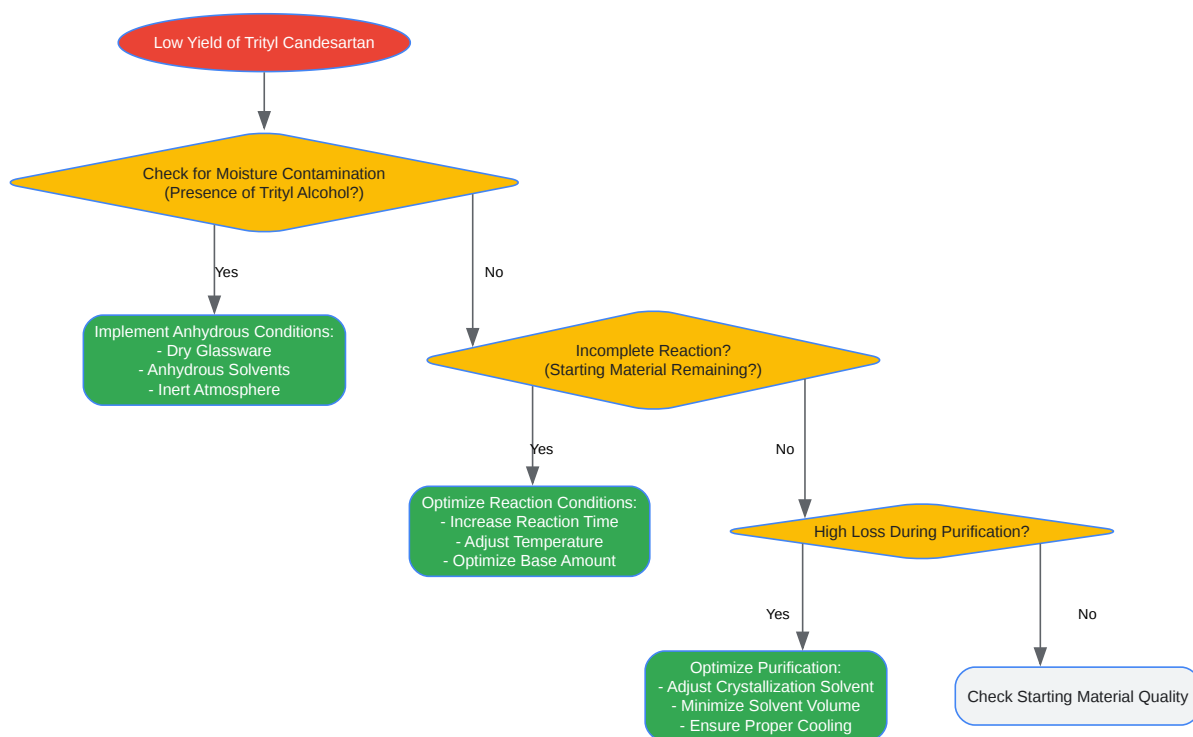 Low Yield of Trityl Candesartan
Check for Moisture Contamination
(Presence of Trityl Alcohol?)
Yes
No
Implement Anhydrous Conditions:
- Dry Glassware
- Anhydrous Solvents
- Inert Atmosphere
Incomplete Reaction?
(Starting Material Remaining?)
Yes
No
Optimize Reaction Conditions:
- Increase Reaction Time
- Adjust Temperature
- Optimize Base Amount
High Loss During Purification?
Yes
No
Optimize Purification:
- Adjust Crystallization Solvent
- Minimize Solvent Volume
- Ensure Proper Cooling
Check Starting Material Quality